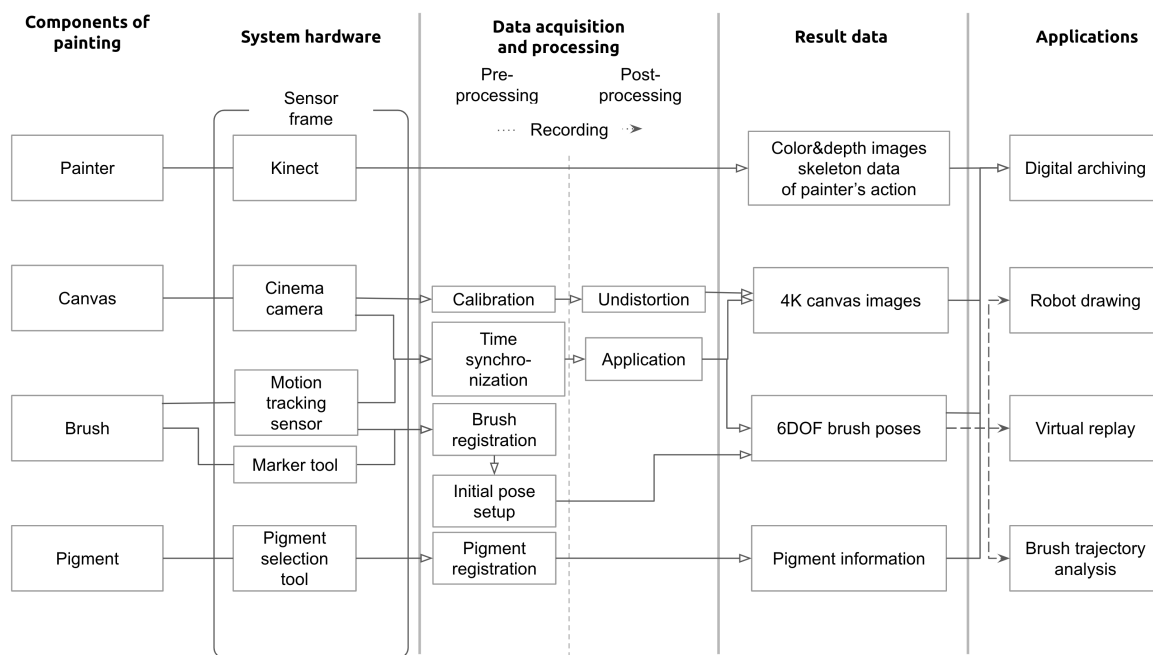 Components of
painting
System hardware
Data acquisition
and processing
Result data
Applications
Pre-
processing
Post-
processing
Recording
Sensor
frame
Painter
Kinect
Color&depth images
skeleton data
of painter's action
Digital archiving
Canvas
Cinema
camera
Calibration
Undistortion
4K canvas images
Robot drawing
Time
synchro-
nization
Application
Brush
Motion
tracking
sensor
Marker tool
Brush
registration
Initial pose
setup
6DOF brush poses
Virtual replay
Pigment
Pigment
selection
tool
Pigment
registration
Pigment information
Brush trajectory
analysis